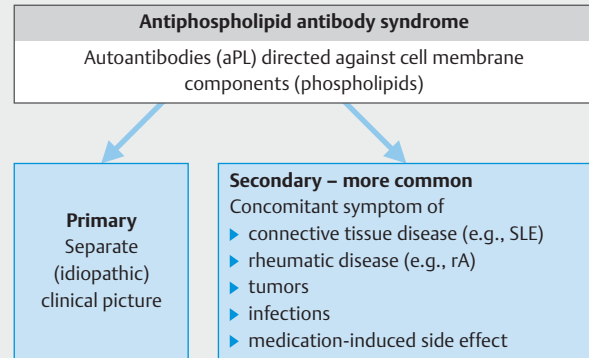 Antiphospholipid antibody syndrome
Autoantibodies (aPL) directed against cell membrane
components (phospholipids)
Primary
Separate
(idiopathic)
clinical picture
Secondary – more common
Concomitant symptom of
▶ connective tissue disease (e.g., SLE)
▶ rheumatic disease (e.g., rA)
▶ tumors
▶ infections
▶ medication-induced side effect